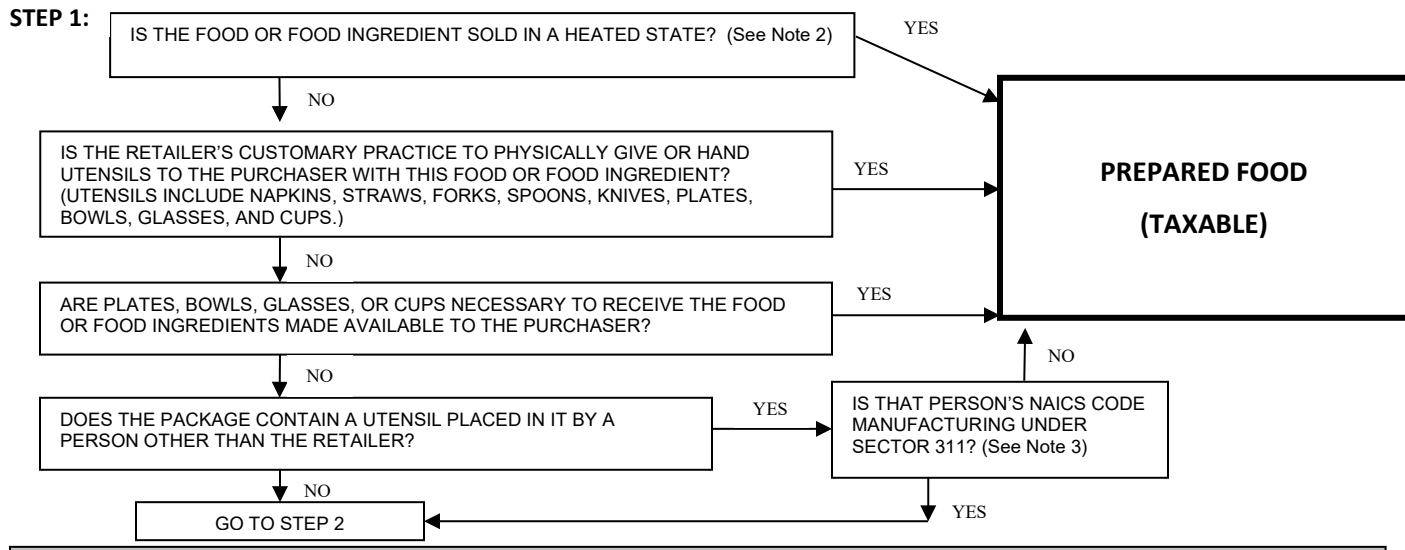 STEP 1:
IS THE FOOD OR FOOD INGREDIENT SOLD IN A HEATED STATE? (See Note 2)
YES
NO
IS THE RETAILER'S CUSTOMARY PRACTICE TO PHYSICALLY GIVE OR HAND
UTENSILS TO THE PURCHASER WITH THIS FOOD OR FOOD INGREDIENT?
(UTENSILS INCLUDE NAPKINS, STRAWS, FORKS, SPOONS, KNIVES, PLATES,
BOWLS, GLASSES, AND CUPS.)
YES
PREPARED FOOD
(TAXABLE)
NO
ARE PLATES, BOWLS, GLASSES, OR CUPS NECESSARY TO RECEIVE THE FOOD
OR FOOD INGREDIENTS MADE AVAILABLE TO THE PURCHASER?
YES
NO
NO
DOES THE PACKAGE CONTAIN A UTENSIL PLACED IN IT BY A
PERSON OTHER THAN THE RETAILER?
YES
IS THAT PERSON'S NAICS CODE
MANUFACTURING UNDER
SECTOR 311? (See Note 3)
NO
YES
GO TO STEP 2